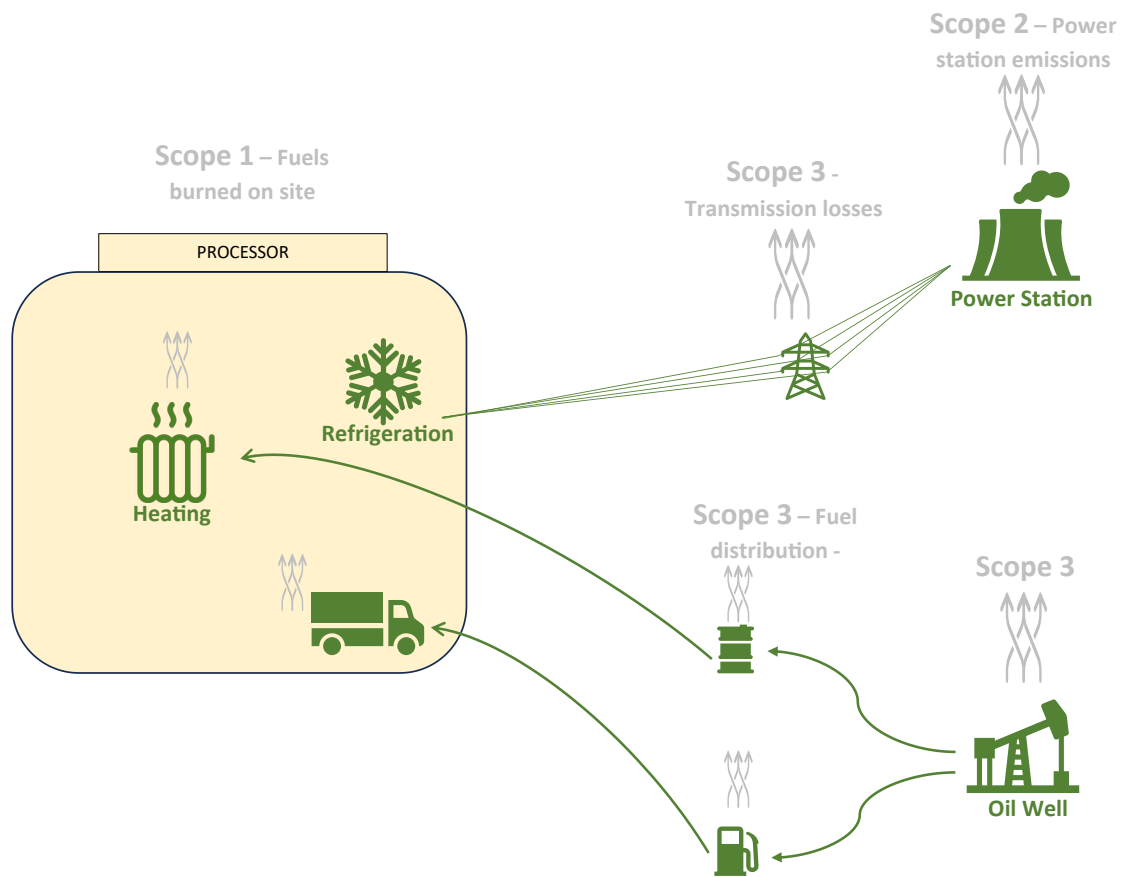 Scope 2 – Power
station emissions
Scope 1 – Fuels
burned on site
Scope 3 -
Transmission losses
PROCESSOR
Power Station
Refrigeration
Heating
Scope 3 – Fuel
distribution -
Scope 3
Oil Well